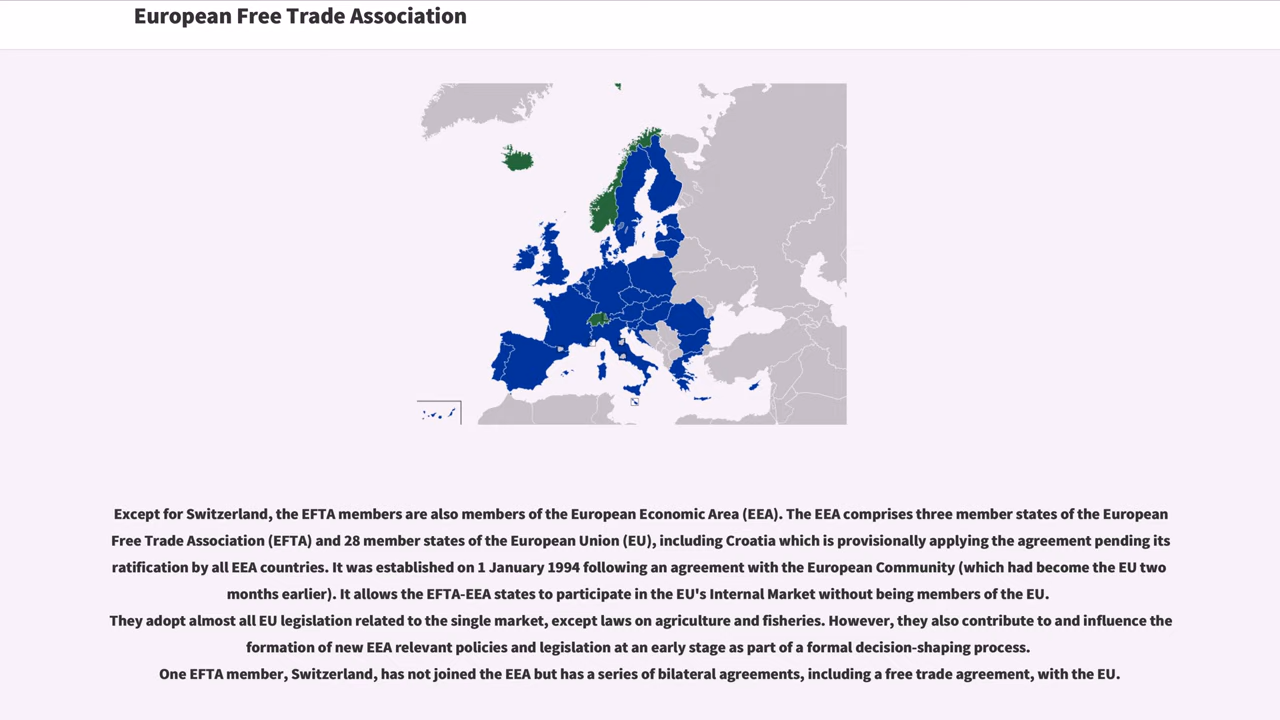 European Free Trade Association
Except for Switzerland, the EFTA members are also members of the European Economic Area (EEA). The EEA comprises three member states of the European
Free Trade Association (EFTA) and 28 member states of the European Union (EU), including Croatia which is provisionally applying the agreement pending its
ratification by all EEA countries. It was established on 1 January 1994 following an agreement with the European Community (which had become the EU two
months earlier). It allows the EFTA-EEA states to participate in the EU's Internal Market without being members of the EU.
They adopt almost all EU legislation related to the single market, except laws on agriculture and fisheries. However, they also contribute to and influence the
formation of new EEA relevant policies and legislation at an early stage as part of a formal decision-shaping process.
One EFTA member, Switzerland, has not joined the EEA but has a series of bilateral agreements, including a free trade agreement, with the EU.